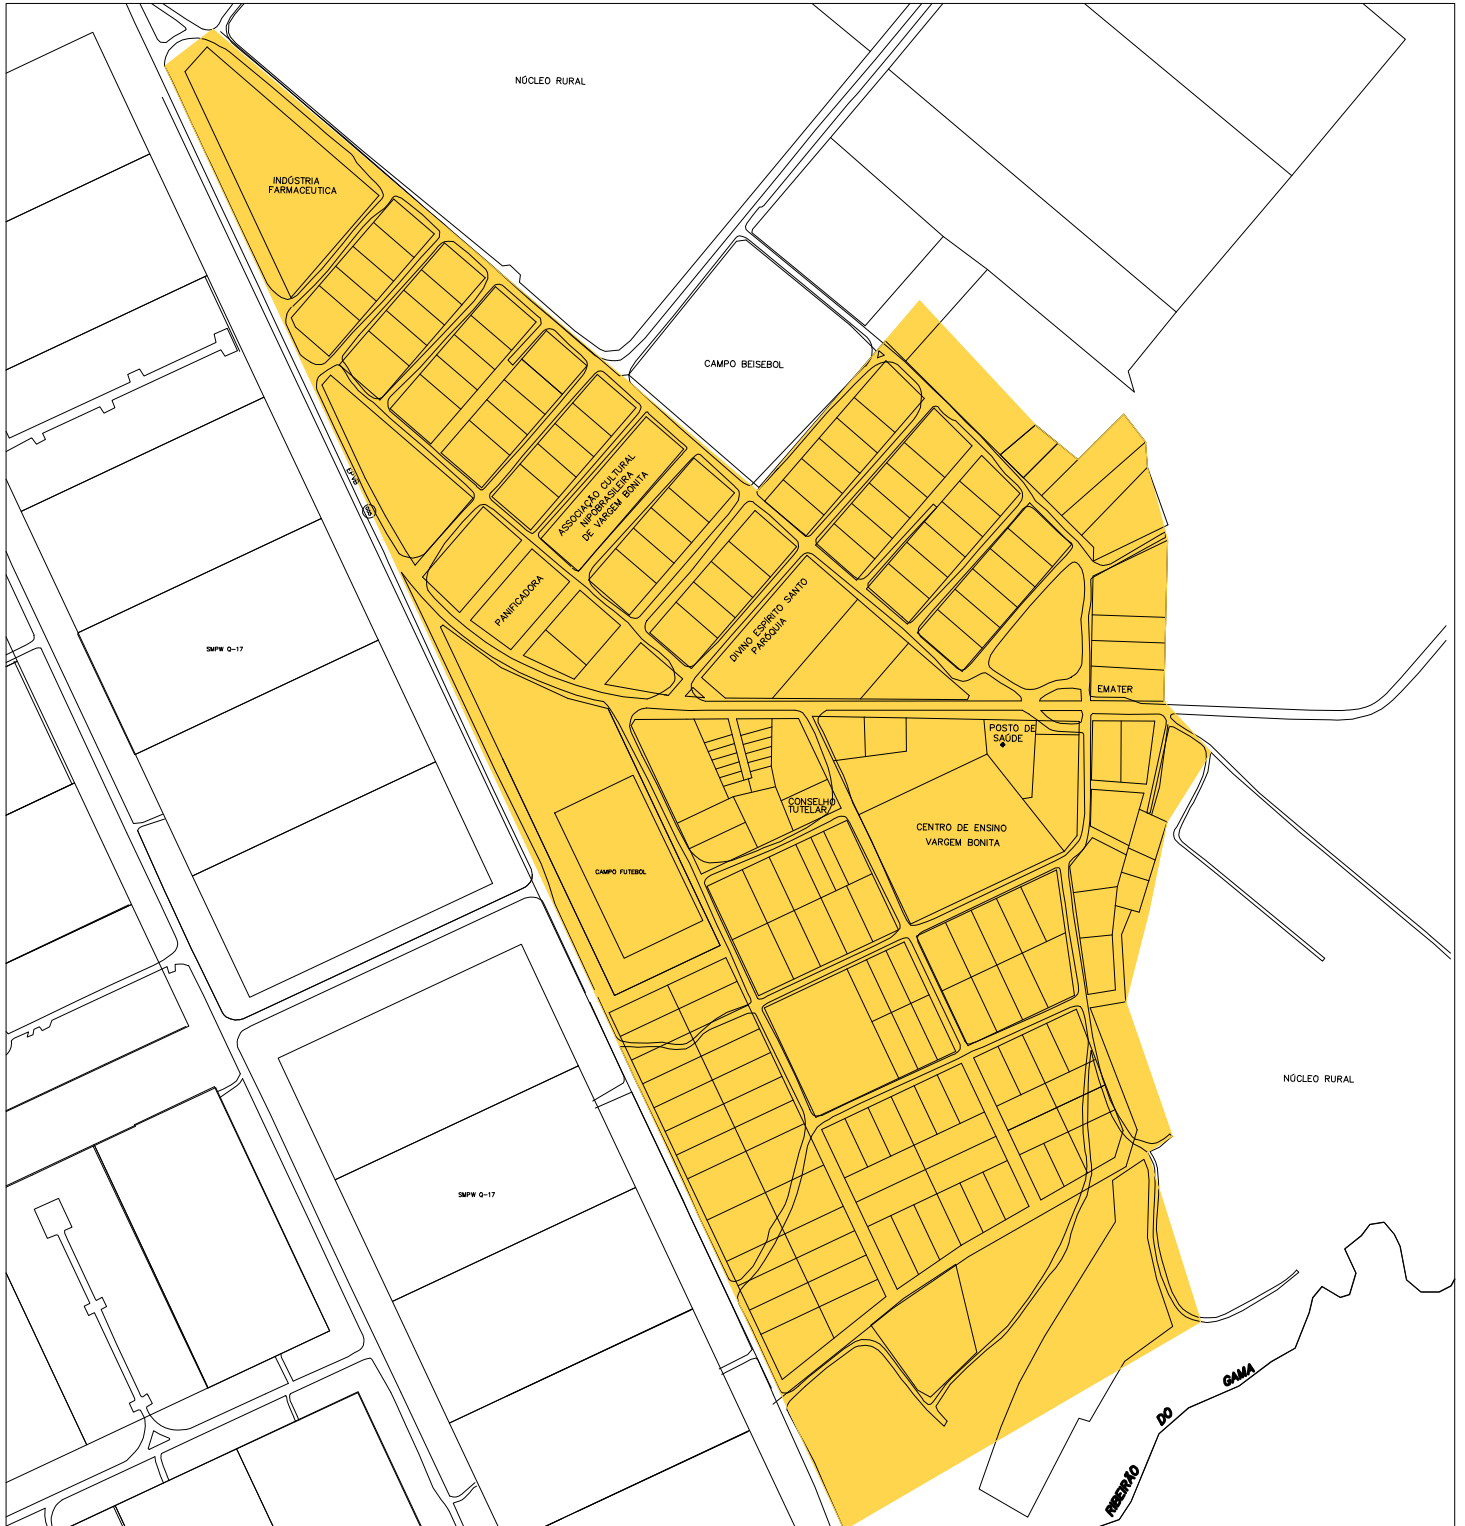 NÚCLEO RURAL
INDÚSTRIA
FARMACEUTICA
CAMPO BEISEBOL
ASSOCIAÇÃO CULTURAL
NIPOBRASILEIRA
DE VARGEM BONITA
PANIFICADORA
DIVINO ESPÍRITO SANTO
PARÓQUIA
SMPW Q-17
EMATER
POSTO DE
SAÚDE
CONSELHO
TUTELAR
CENTRO DE ENSINO
VARGEM BONITA
CAMPO FUTEBOL
NÚCLEO RURAL
SMPW Q-17
RIBEIRÃO
DO
GAMA